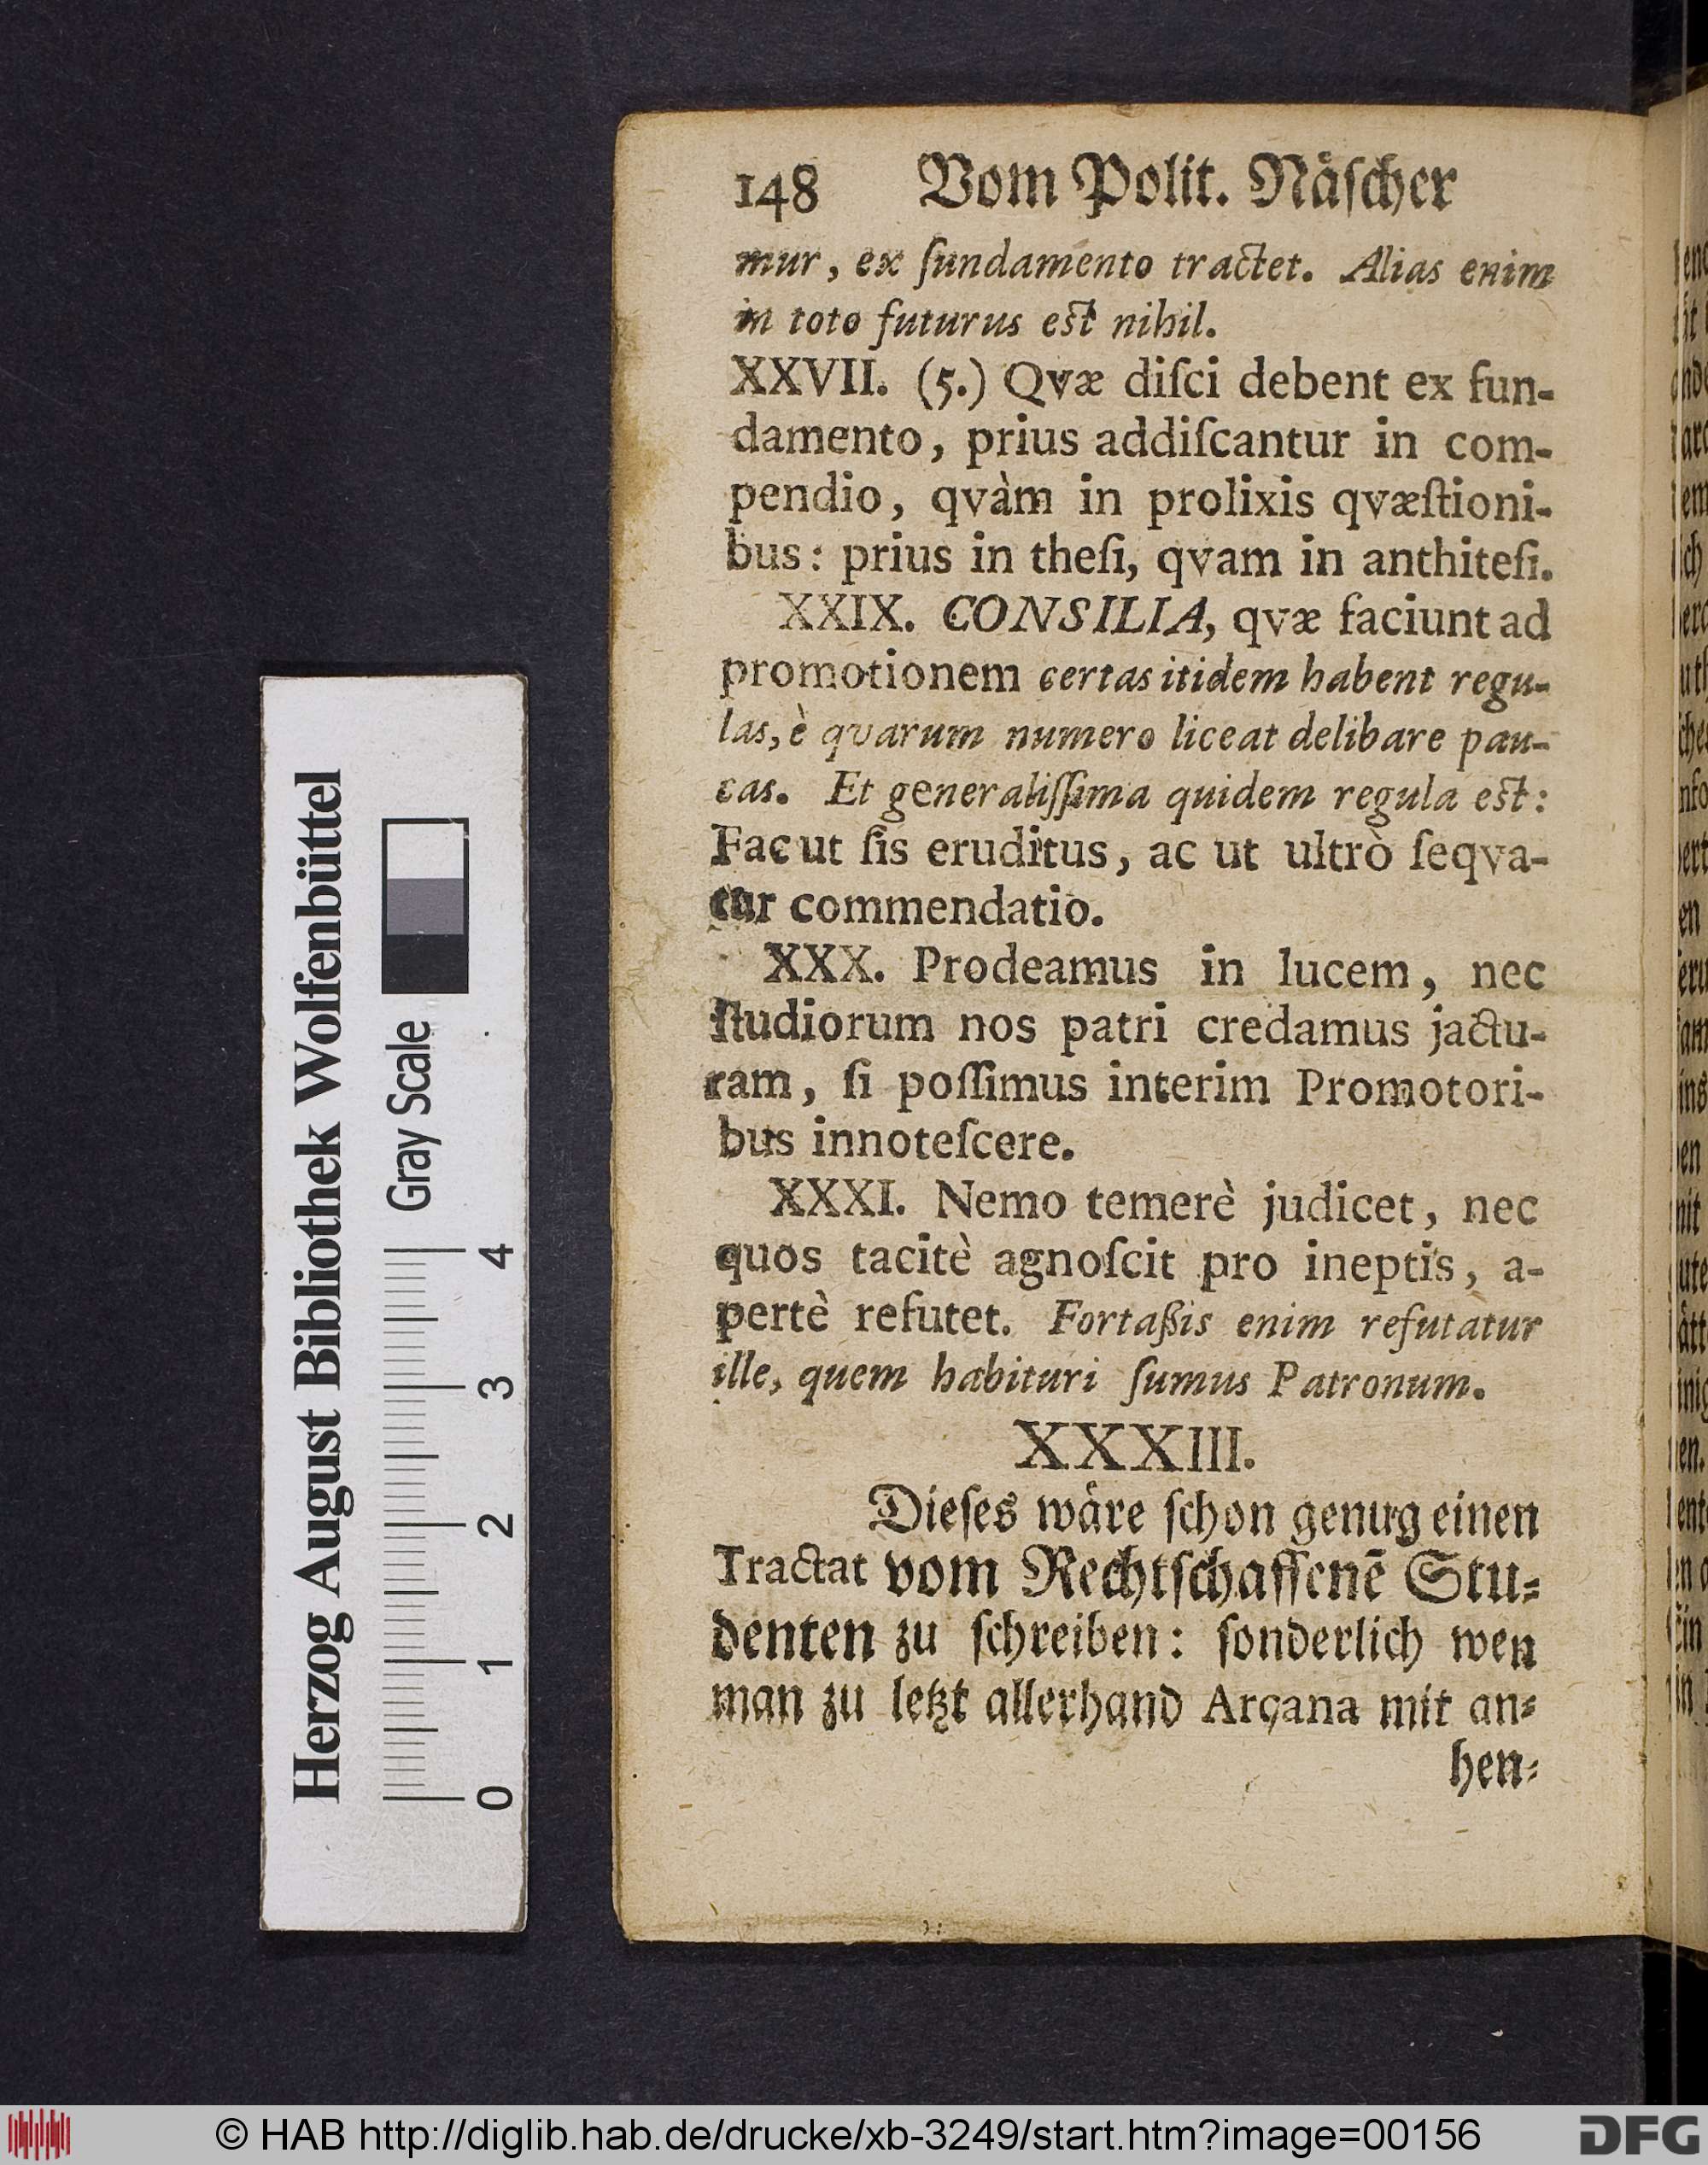 148 Vom Polit. Nåſcher
mur, ex ſundamento tractet. Alias enim
in toto futurus est nihil.
XXVII. (5.) Qvæ diſci debent ex fun-
damento, prius addiſcantur in com-
pendio, qvàm in prolixis qvæſtioni-
bus: prius in theſi, qvam in anthiteſi.
XXIX. CONSILIA, qvæ faciunt ad
promotionem certas itidem habent regu-
las, è qvarum numero liceat delibare pau-
cas. Et generaliſſima quidem regula est:
Fac ut ſis eruditus, ac ut ultrò ſeqva-
tur commendatio.
XXX. Prodeamus in lucem, nec
ſtudiorum nos patri credamus jactu-
ram, ſi poſſimus interim Promotori-
bus innoteſcere.
XXXI. Nemo temerè judicet, nec
quos tacitè agnoſcit pro ineptis, a-
pertè refutet. Fortaßis enim refutatur
ille, quem habituri ſumus Patronum.
XXXIII.
Dieſes wåre ſchon genug einen
Tractat vom Rechtſchaffenē Stu-
denten zu ſchreiben: ſonderlich wen
man zu letzt allerhand Arcana mit an-
hen-
Herzog August Bibliothek Wolfenbüttel
Gray Scale
0 1 2 3 4
© HAB http://diglib.hab.de/drucke/xb-3249/start.htm?image=00156
DFG